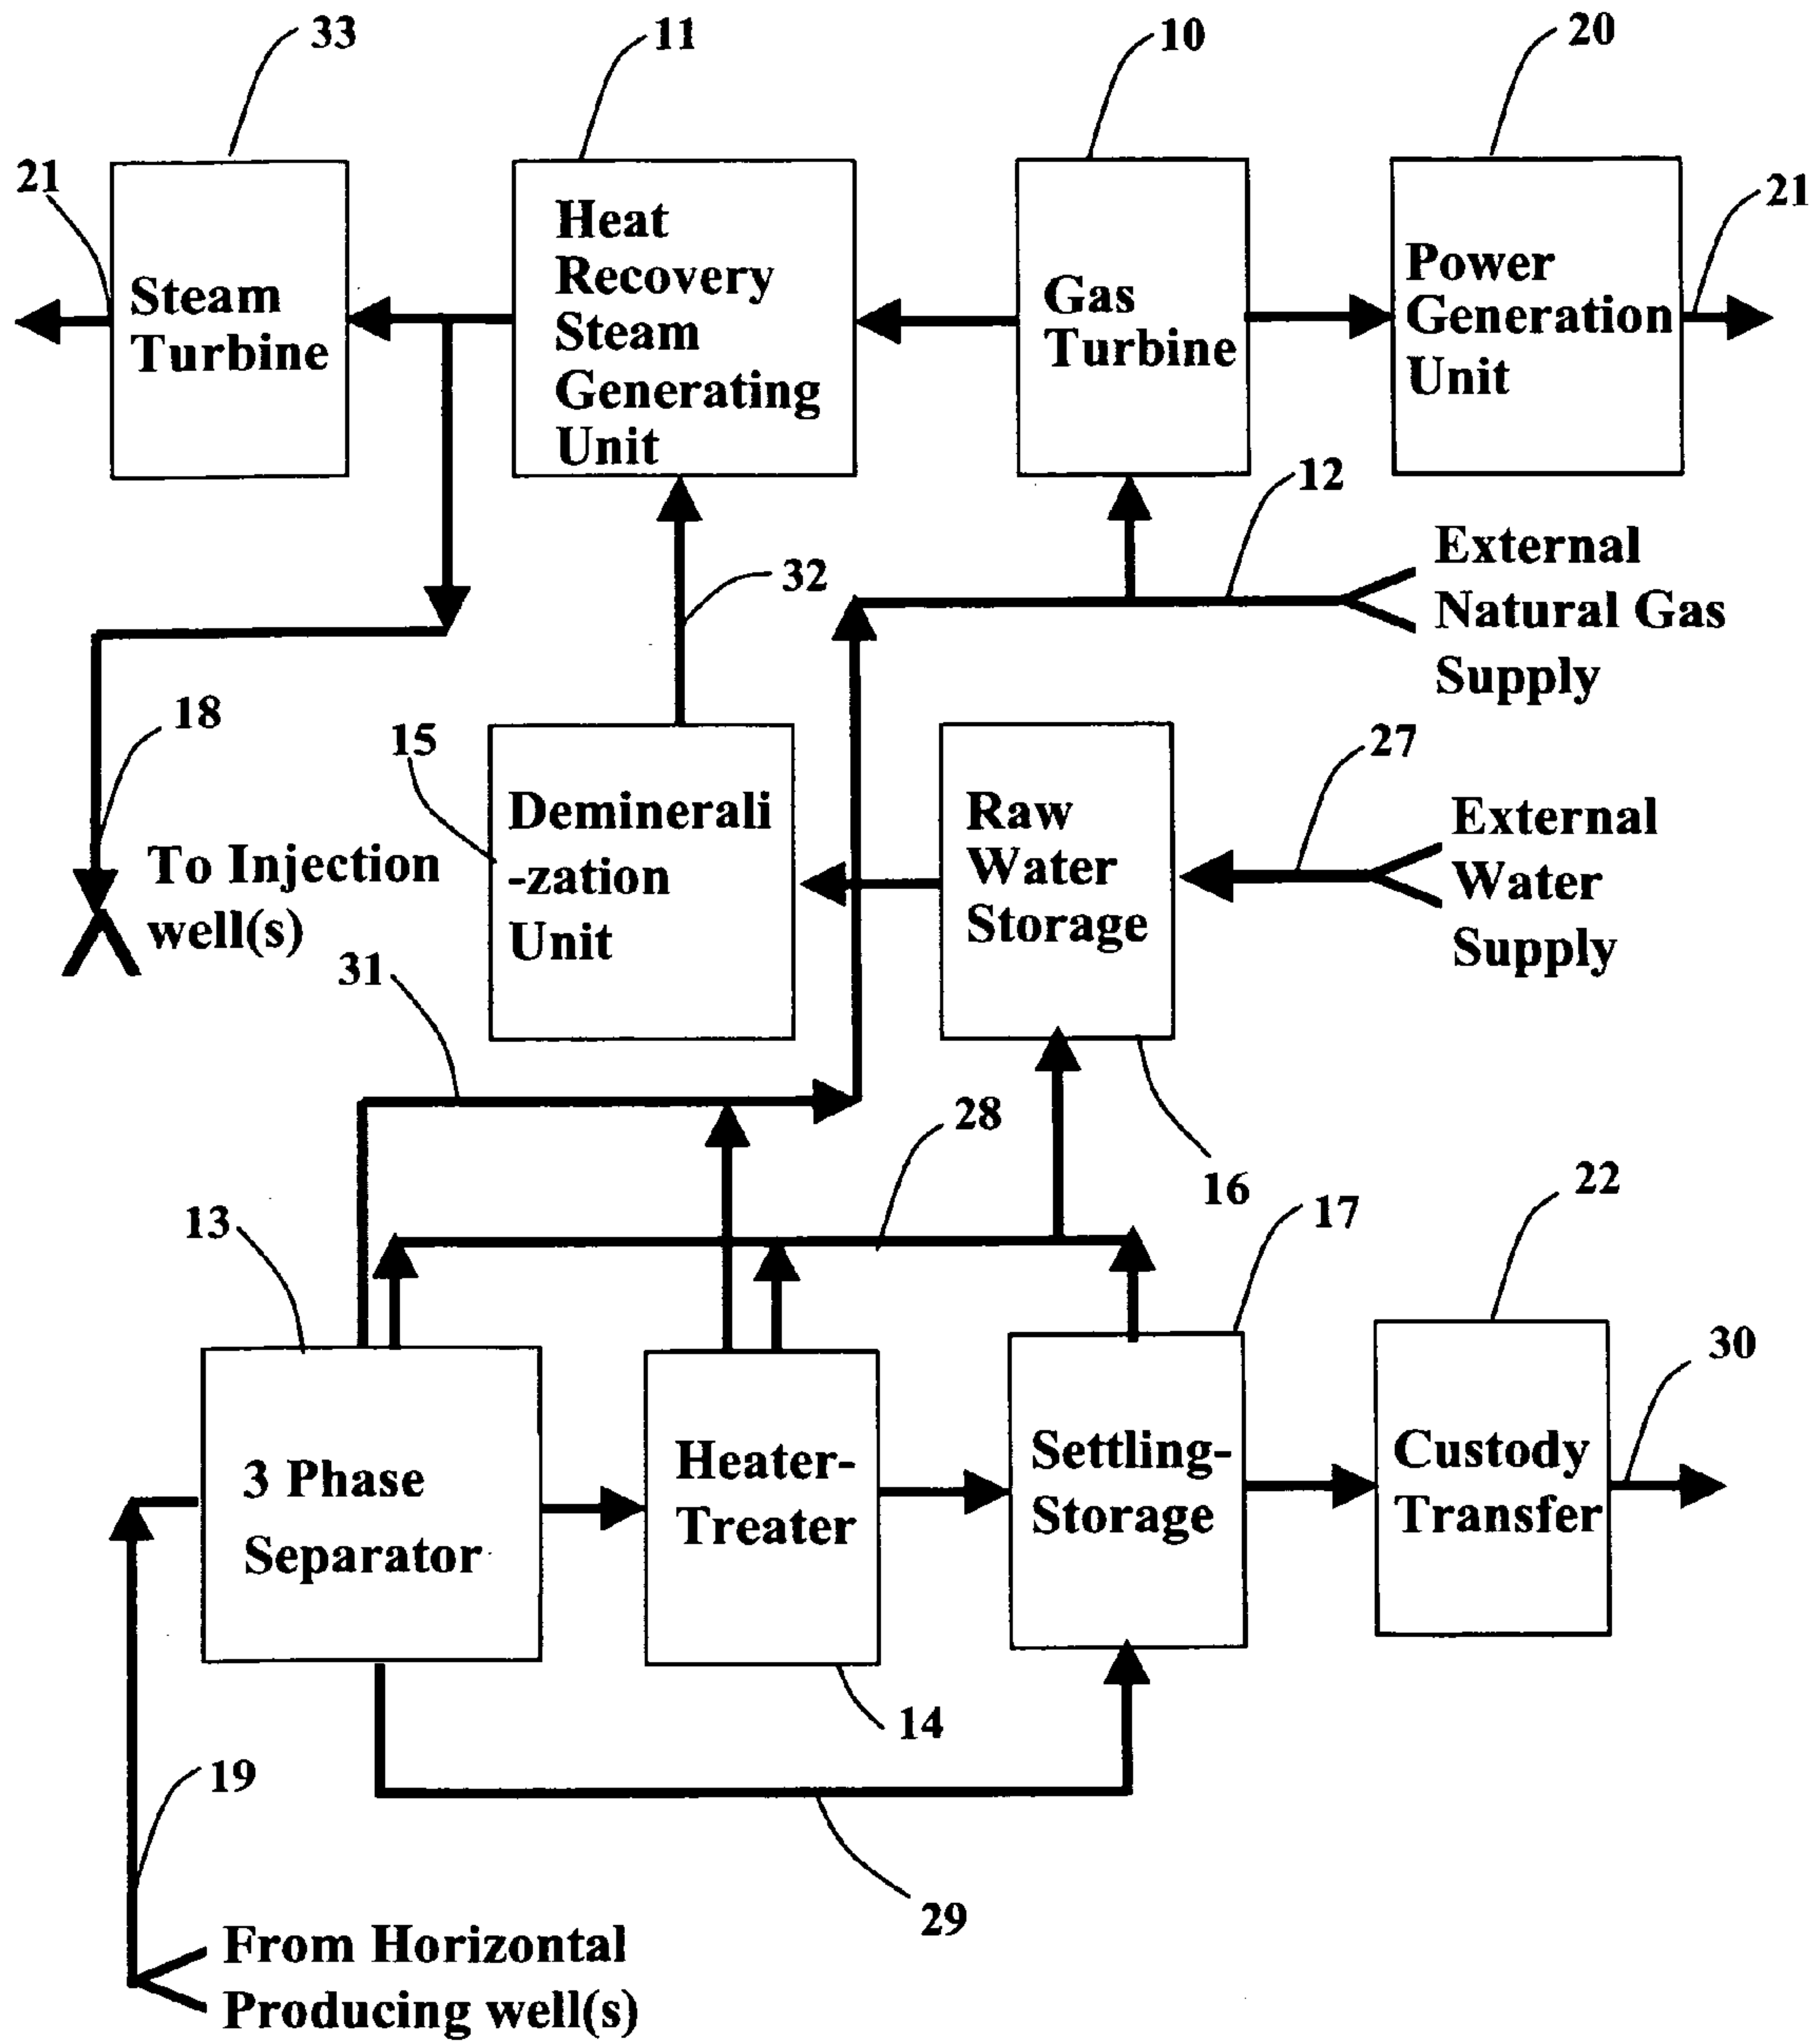 33
11
10
20
21
21
Steam
Turbine
Heat
Recovery
Steam
Generating
Unit
Gas
Turbine
Power
Generation
Unit
12
External
Natural Gas
Supply
32
18
15
27
To Injection
well(s)
Deminerali
-zation
Unit
Raw
Water
Storage
External
Water
Supply
31
28
16
22
13
17
30
3 Phase
Separator
Heater-
Treater
Settling-
Storage
Custody
Transfer
14
19
29
From Horizontal
Producing well(s)